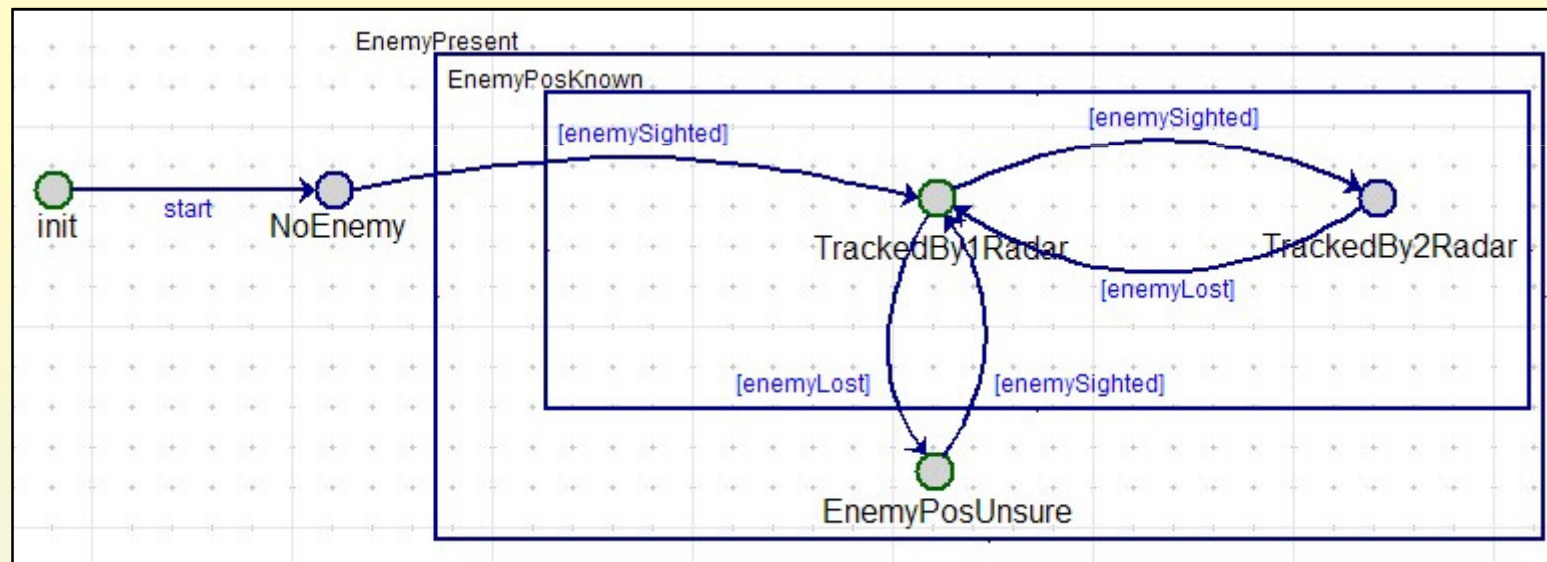 EnemyPresent
EnemyPosKnown
[enemySighted]
[enemySighted]
start
init
NoEnemy
TrackedBy1Radar
TrackedBy2Radar
[enemyLost]
[enemyLost]
[enemySighted]
EnemyPosUnsure